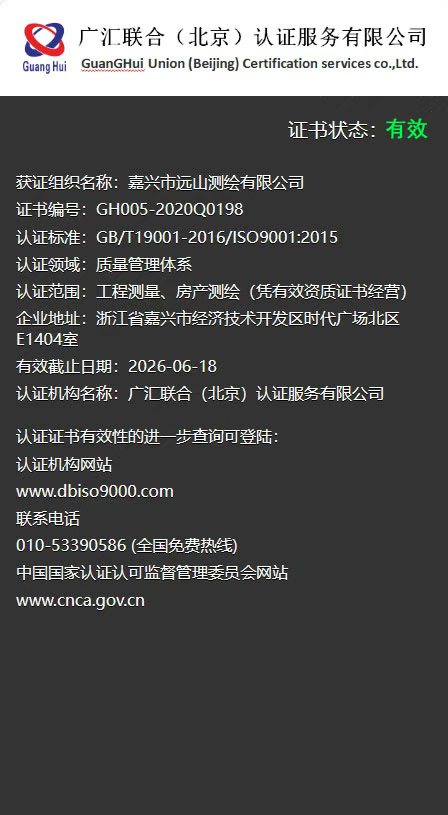 广汇联合（北京）认证服务有限公司
GuanGHui Union (Beijing) Certification services co.,Ltd.
Guang Hui
证书状态：有效
获证组织名称：嘉兴市远山测绘有限公司
证书编号：GH005-2020Q0198
认证标准：GB/T19001-2016/ISO9001:2015
认证领域：质量管理体系
认证范围：工程测量、房产测绘（凭有效资质证书经营）
企业地址：浙江省嘉兴市经济技术开发区时代广场北区
E1404室
有效截止日期：2026-06-18
认证机构名称：广汇联合（北京）认证服务有限公司
认证证书有效性的进一步查询可登陆：
认证机构网站
www.dbiso9000.com
联系电话
010-53390586 (全国免费热线)
中国国家认证认可监督管理委员会网站
www.cnca.gov.cn